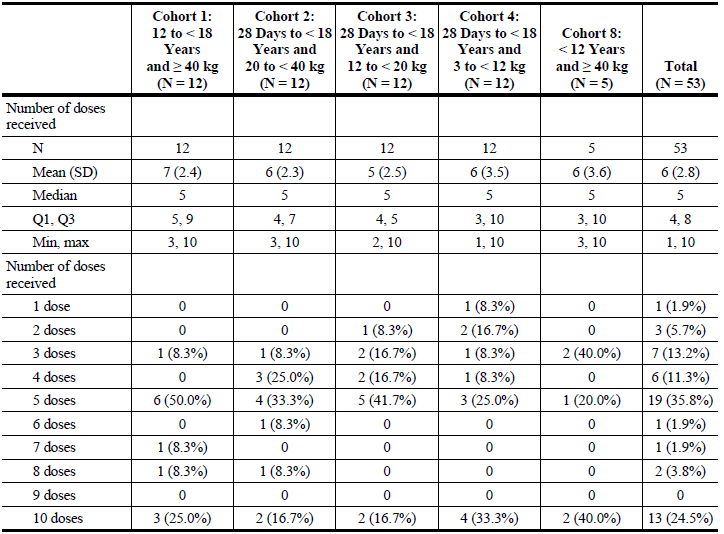 Cohort 1: 12 to < 18 Years and ≥ 40 kg (N = 12) Cohort 2: 28 Days to < 18 Years and 20 to < 40 kg (N = 12) Cohort 3: 28 Days to < 18 Years and 12 to < 20 kg (N = 12) Cohort 4: 28 Days to < 18 Years and 3 to < 12 kg (N = 12) Cohort 8: < 12 Years and ≥ 40 kg (N = 5) Total (N = 53)
Number of doses received
N 12 12 12 12 5 53
Mean (SD) 7 (2.4) 6 (2.3) 5 (2.5) 6 (3.5) 6 (3.6) 6 (2.8)
Median 5 5 5 5 5 5
Q1, Q3 5, 9 4, 7 4, 5 3, 10 3, 10 4, 8
Min, max 3, 10 3, 10 2, 10 1, 10 3, 10 1, 10
Number of doses received
1 dose 0 0 0 1 (8.3%) 0 1 (1.9%)
2 doses 0 0 1 (8.3%) 2 (16.7%) 0 3 (5.7%)
3 doses 1 (8.3%) 1 (8.3%) 2 (16.7%) 1 (8.3%) 2 (40.0%) 7 (13.2%)
4 doses 0 3 (25.0%) 2 (16.7%) 1 (8.3%) 0 6 (11.3%)
5 doses 6 (50.0%) 4 (33.3%) 5 (41.7%) 3 (25.0%) 1 (20.0%) 19 (35.8%)
6 doses 0 1 (8.3%) 0 0 0 1 (1.9%)
7 doses 1 (8.3%) 0 0 0 0 1 (1.9%)
8 doses 1 (8.3%) 1 (8.3%) 0 0 0 2 (3.8%)
9 doses 0 0 0 0 0 0
10 doses 3 (25.0%) 2 (16.7%) 2 (16.7%) 4 (33.3%) 2 (40.0%) 13 (24.5%)